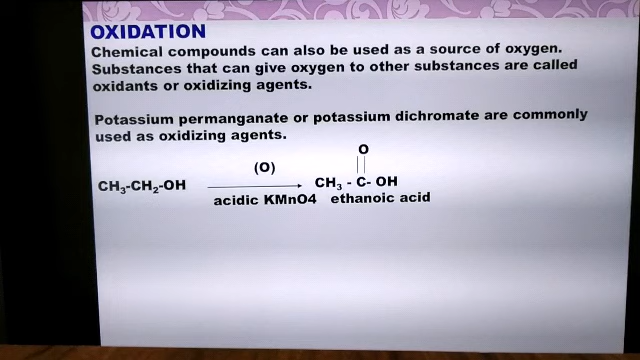 OXIDATION
Chemical compounds can also be used as a source of oxygen.
Substances that can give oxygen to other substances are called
oxidants or oxidizing agents.
Potassium permanganate or potassium dichromate are commonly
used as oxidizing agents.
O
(O)
CH₃-CH₂-OH CH₃ - C- OH
acidic KMnO4 ethanoic acid